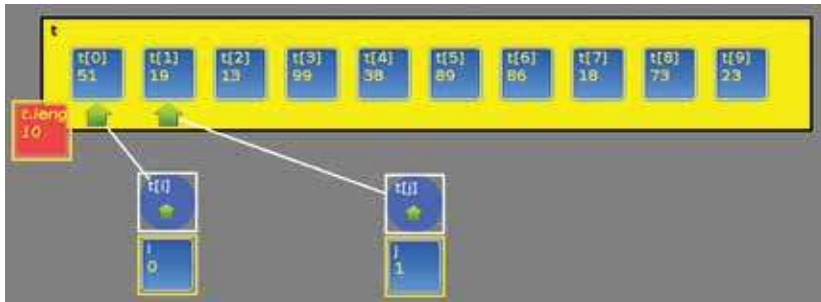 t
t[0] t[1] t[2] t[3] t[4] t[5] t[6] t[7] t[8] t[9]
51 19 13 99 38 89 86 18 73 23
t.leng
10
t[i] t[j]
i j
0 1